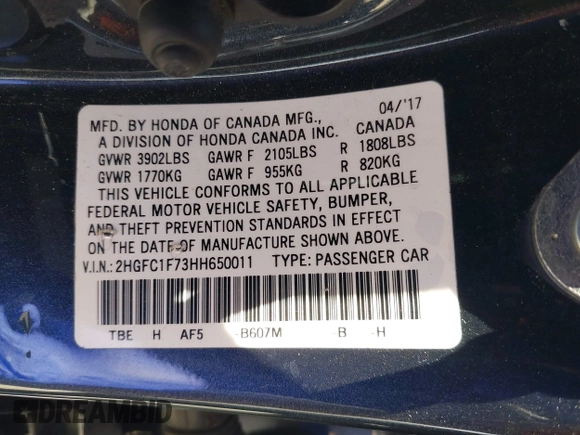 MFD. BY HONDA OF CANADA MFG., 04/'17
A DIVISION OF HONDA CANADA INC. CANADA
GVWR 3902LBS GAWR F 2105LBS R 1808LBS
GVWR 1770KG GAWR F 955KG R 820KG
THIS VEHICLE CONFORMS TO ALL APPLICABLE
FEDERAL MOTOR VEHICLE SAFETY, BUMPER,
AND THEFT PREVENTION STANDARDS IN EFFECT
ON THE DATE OF MANUFACTURE SHOWN ABOVE.
V.I.N.: 2HGFC1F73HH650011 TYPE: PASSENGER CAR
TBE H AF5 -B607M -B -H
DREAMBID